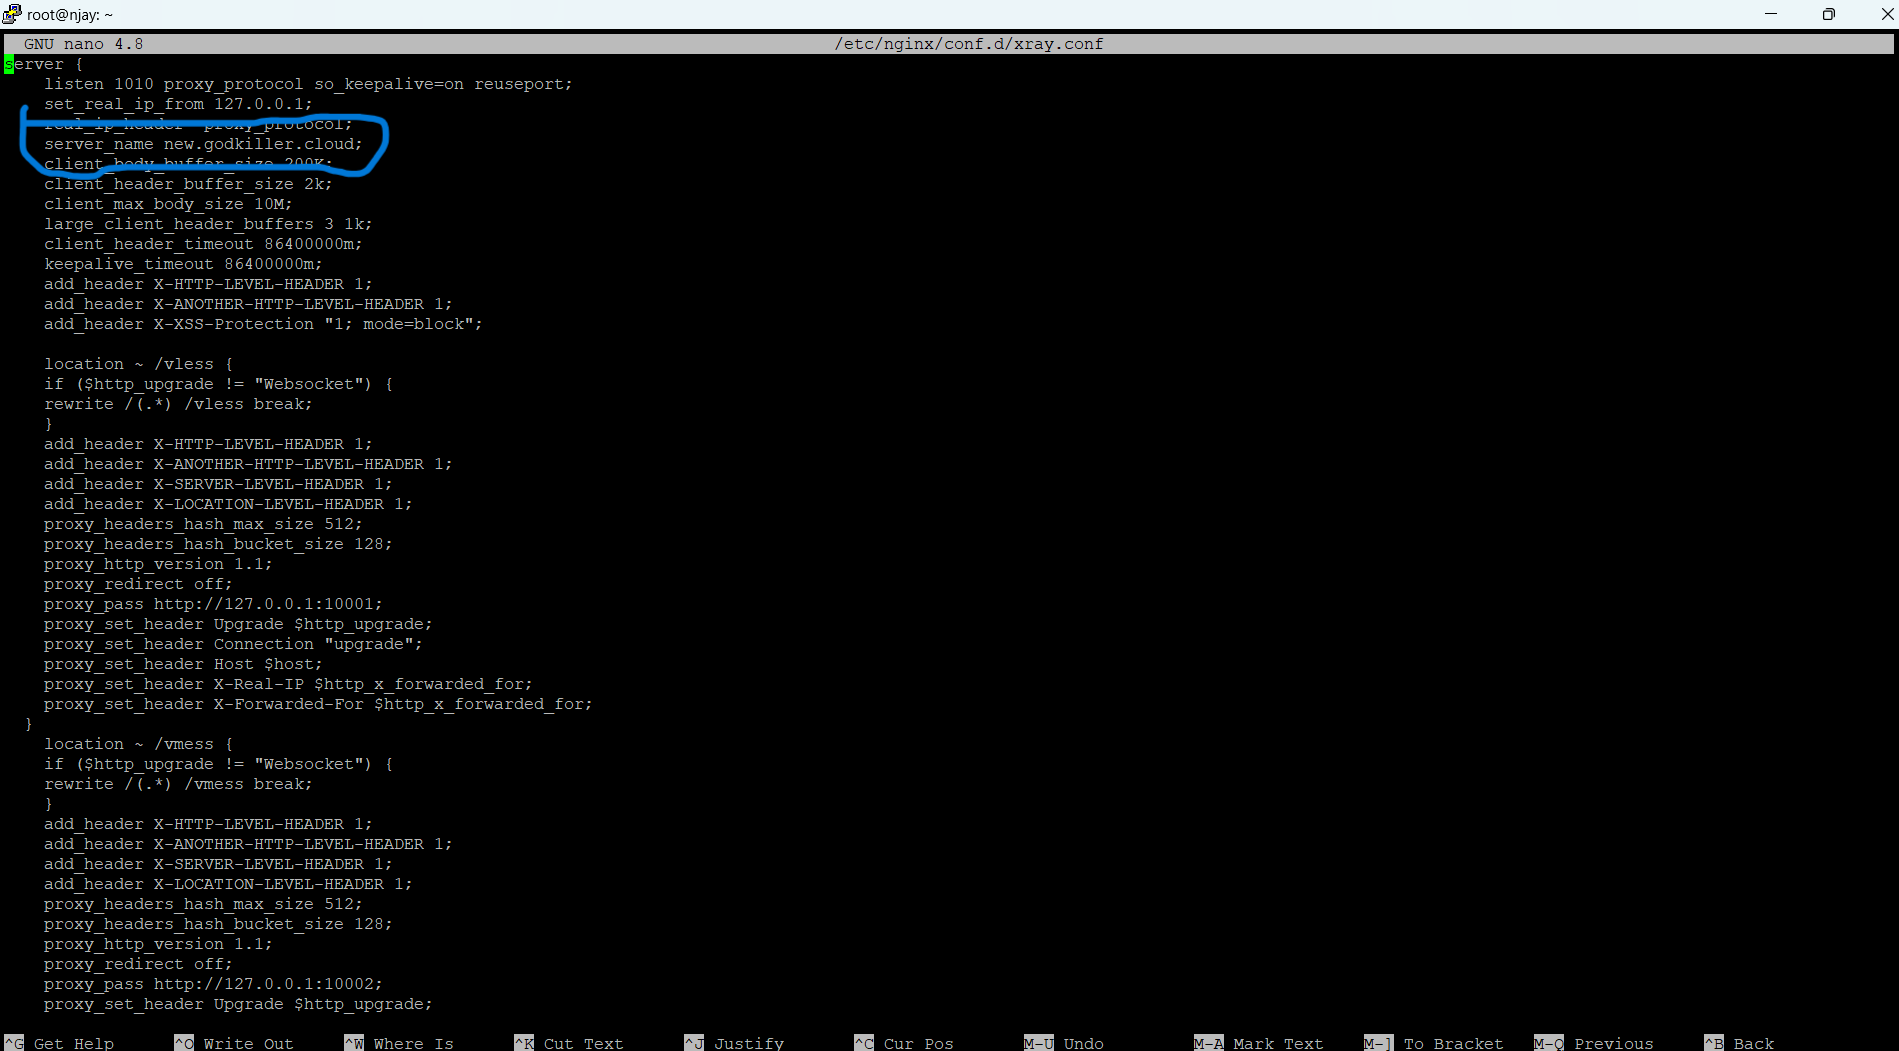 root@njay: ~
GNU nano 4.8 /etc/nginx/conf.d/xray.conf
server {
listen 1010 proxy_protocol so_keepalive=on reuseport;
set_real_ip_from 127.0.0.1;
real_ip_header proxy_protocol;
server_name new.godkiller.cloud;
client_body_buffer_size 200K;
client_header_buffer_size 2k;
client_max_body_size 10M;
large_client_header_buffers 3 1k;
client_header_timeout 86400000m;
keepalive_timeout 86400000m;
add_header X-HTTP-LEVEL-HEADER 1;
add_header X-ANOTHER-HTTP-LEVEL-HEADER 1;
add_header X-XSS-Protection "1; mode=block";
location ~ /vless {
if ($http_upgrade != "Websocket") {
rewrite /(.*) /vless break;
}
add_header X-HTTP-LEVEL-HEADER 1;
add_header X-ANOTHER-HTTP-LEVEL-HEADER 1;
add_header X-SERVER-LEVEL-HEADER 1;
add_header X-LOCATION-LEVEL-HEADER 1;
proxy_headers_hash_max_size 512;
proxy_headers_hash_bucket_size 128;
proxy_http_version 1.1;
proxy_redirect off;
proxy_pass http://127.0.0.1:10001;
proxy_set_header Upgrade $http_upgrade;
proxy_set_header Connection "upgrade";
proxy_set_header Host $host;
proxy_set_header X-Real-IP $http_x_forwarded_for;
proxy_set_header X-Forwarded-For $http_x_forwarded_for;
}
location ~ /vmess {
if ($http_upgrade != "Websocket") {
rewrite /(.*) /vmess break;
}
add_header X-HTTP-LEVEL-HEADER 1;
add_header X-ANOTHER-HTTP-LEVEL-HEADER 1;
add_header X-SERVER-LEVEL-HEADER 1;
add_header X-LOCATION-LEVEL-HEADER 1;
proxy_headers_hash_max_size 512;
proxy_headers_hash_bucket_size 128;
proxy_http_version 1.1;
proxy_redirect off;
proxy_pass http://127.0.0.1:10002;
proxy_set_header Upgrade $http_upgrade;
^G Get Help ^O Write Out ^W Where Is ^K Cut Text ^J Justify ^C Cur Pos M-U Undo M-A Mark Text M-] To Bracket M-Q Previous ^B Back